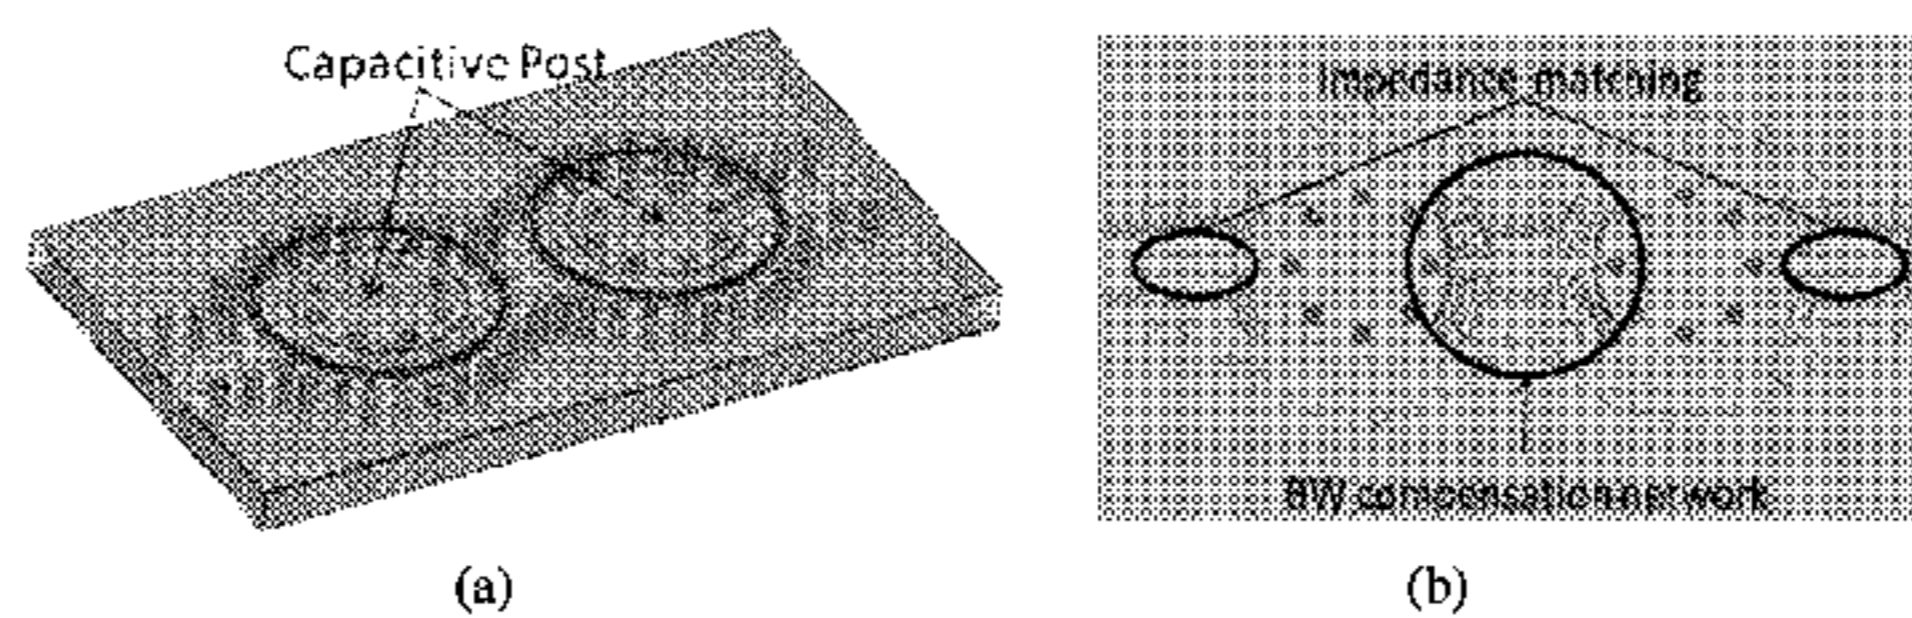 Capacitive Post
Impedance matching
BW compensation network
(a)
(b)